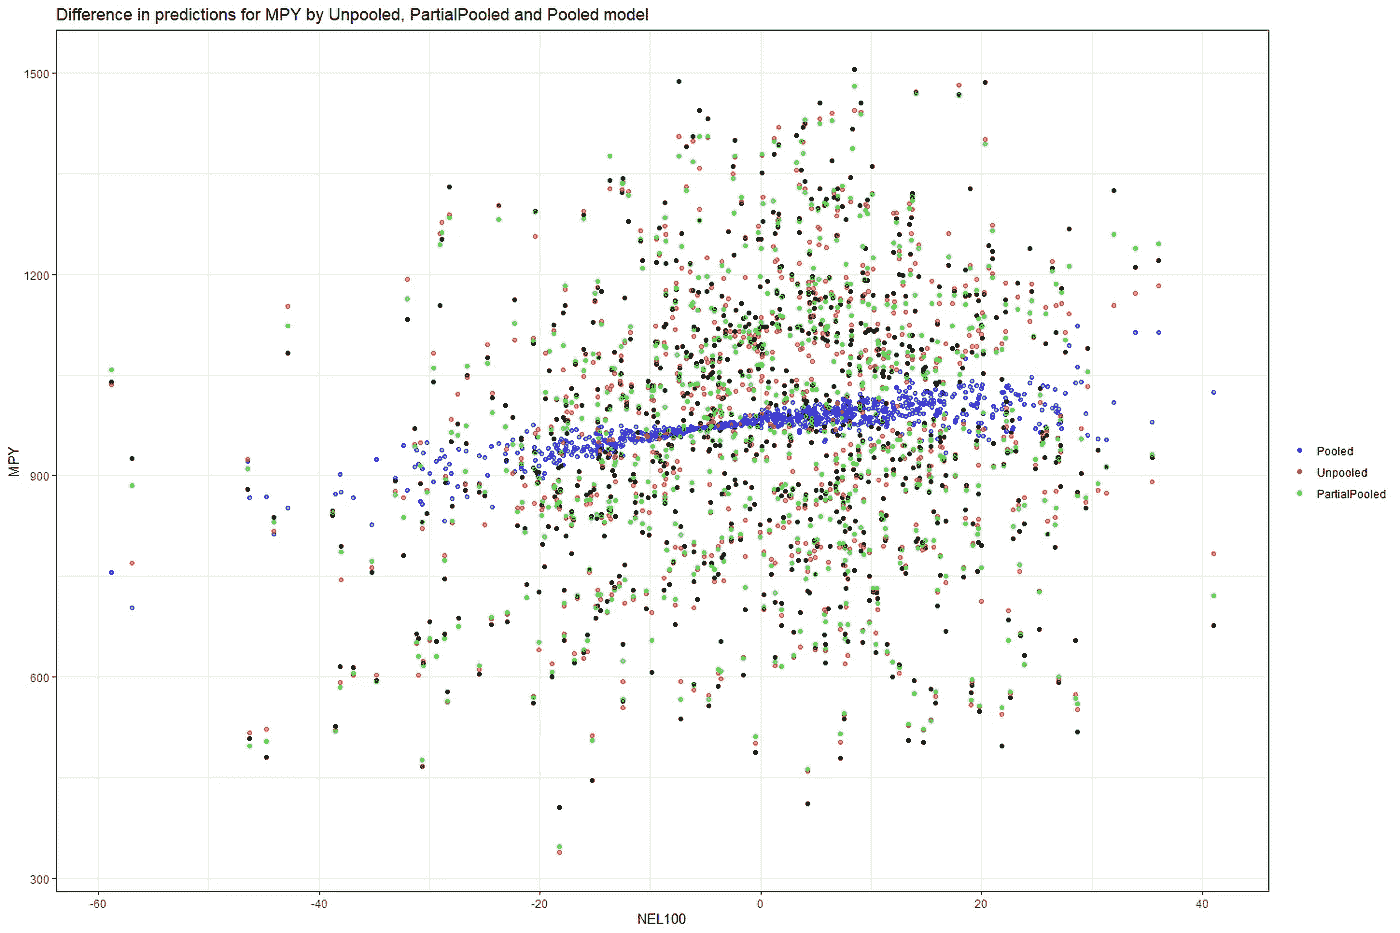 Difference in predictions for MPY by Unpooled, PartialPooled and Pooled model
1500
1200
900
600
300
MPY
-60
-40
-20
0
20
40
NEL100
Pooled
Unpooled
PartialPooled